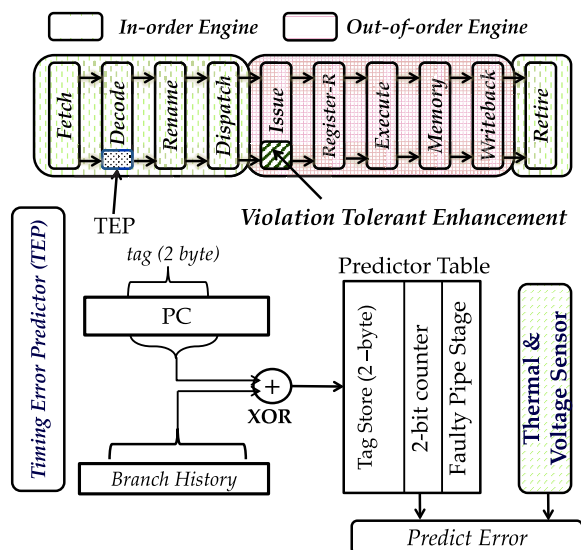 In-order Engine
Out-of-order Engine
Fetch
Decode
Rename
Dispatch
Issue
Register-R
Execute
Memory
Writeback
Retire
TEP
Violation Tolerant Enhancement
Timing Error Predictor (TEP)
tag (2 byte)
PC
+
XOR
Branch History
Predictor Table
Tag Store (2-byte)
2-bit counter
Faulty Pipe Stage
Thermal &
Voltage Sensor
Predict Error